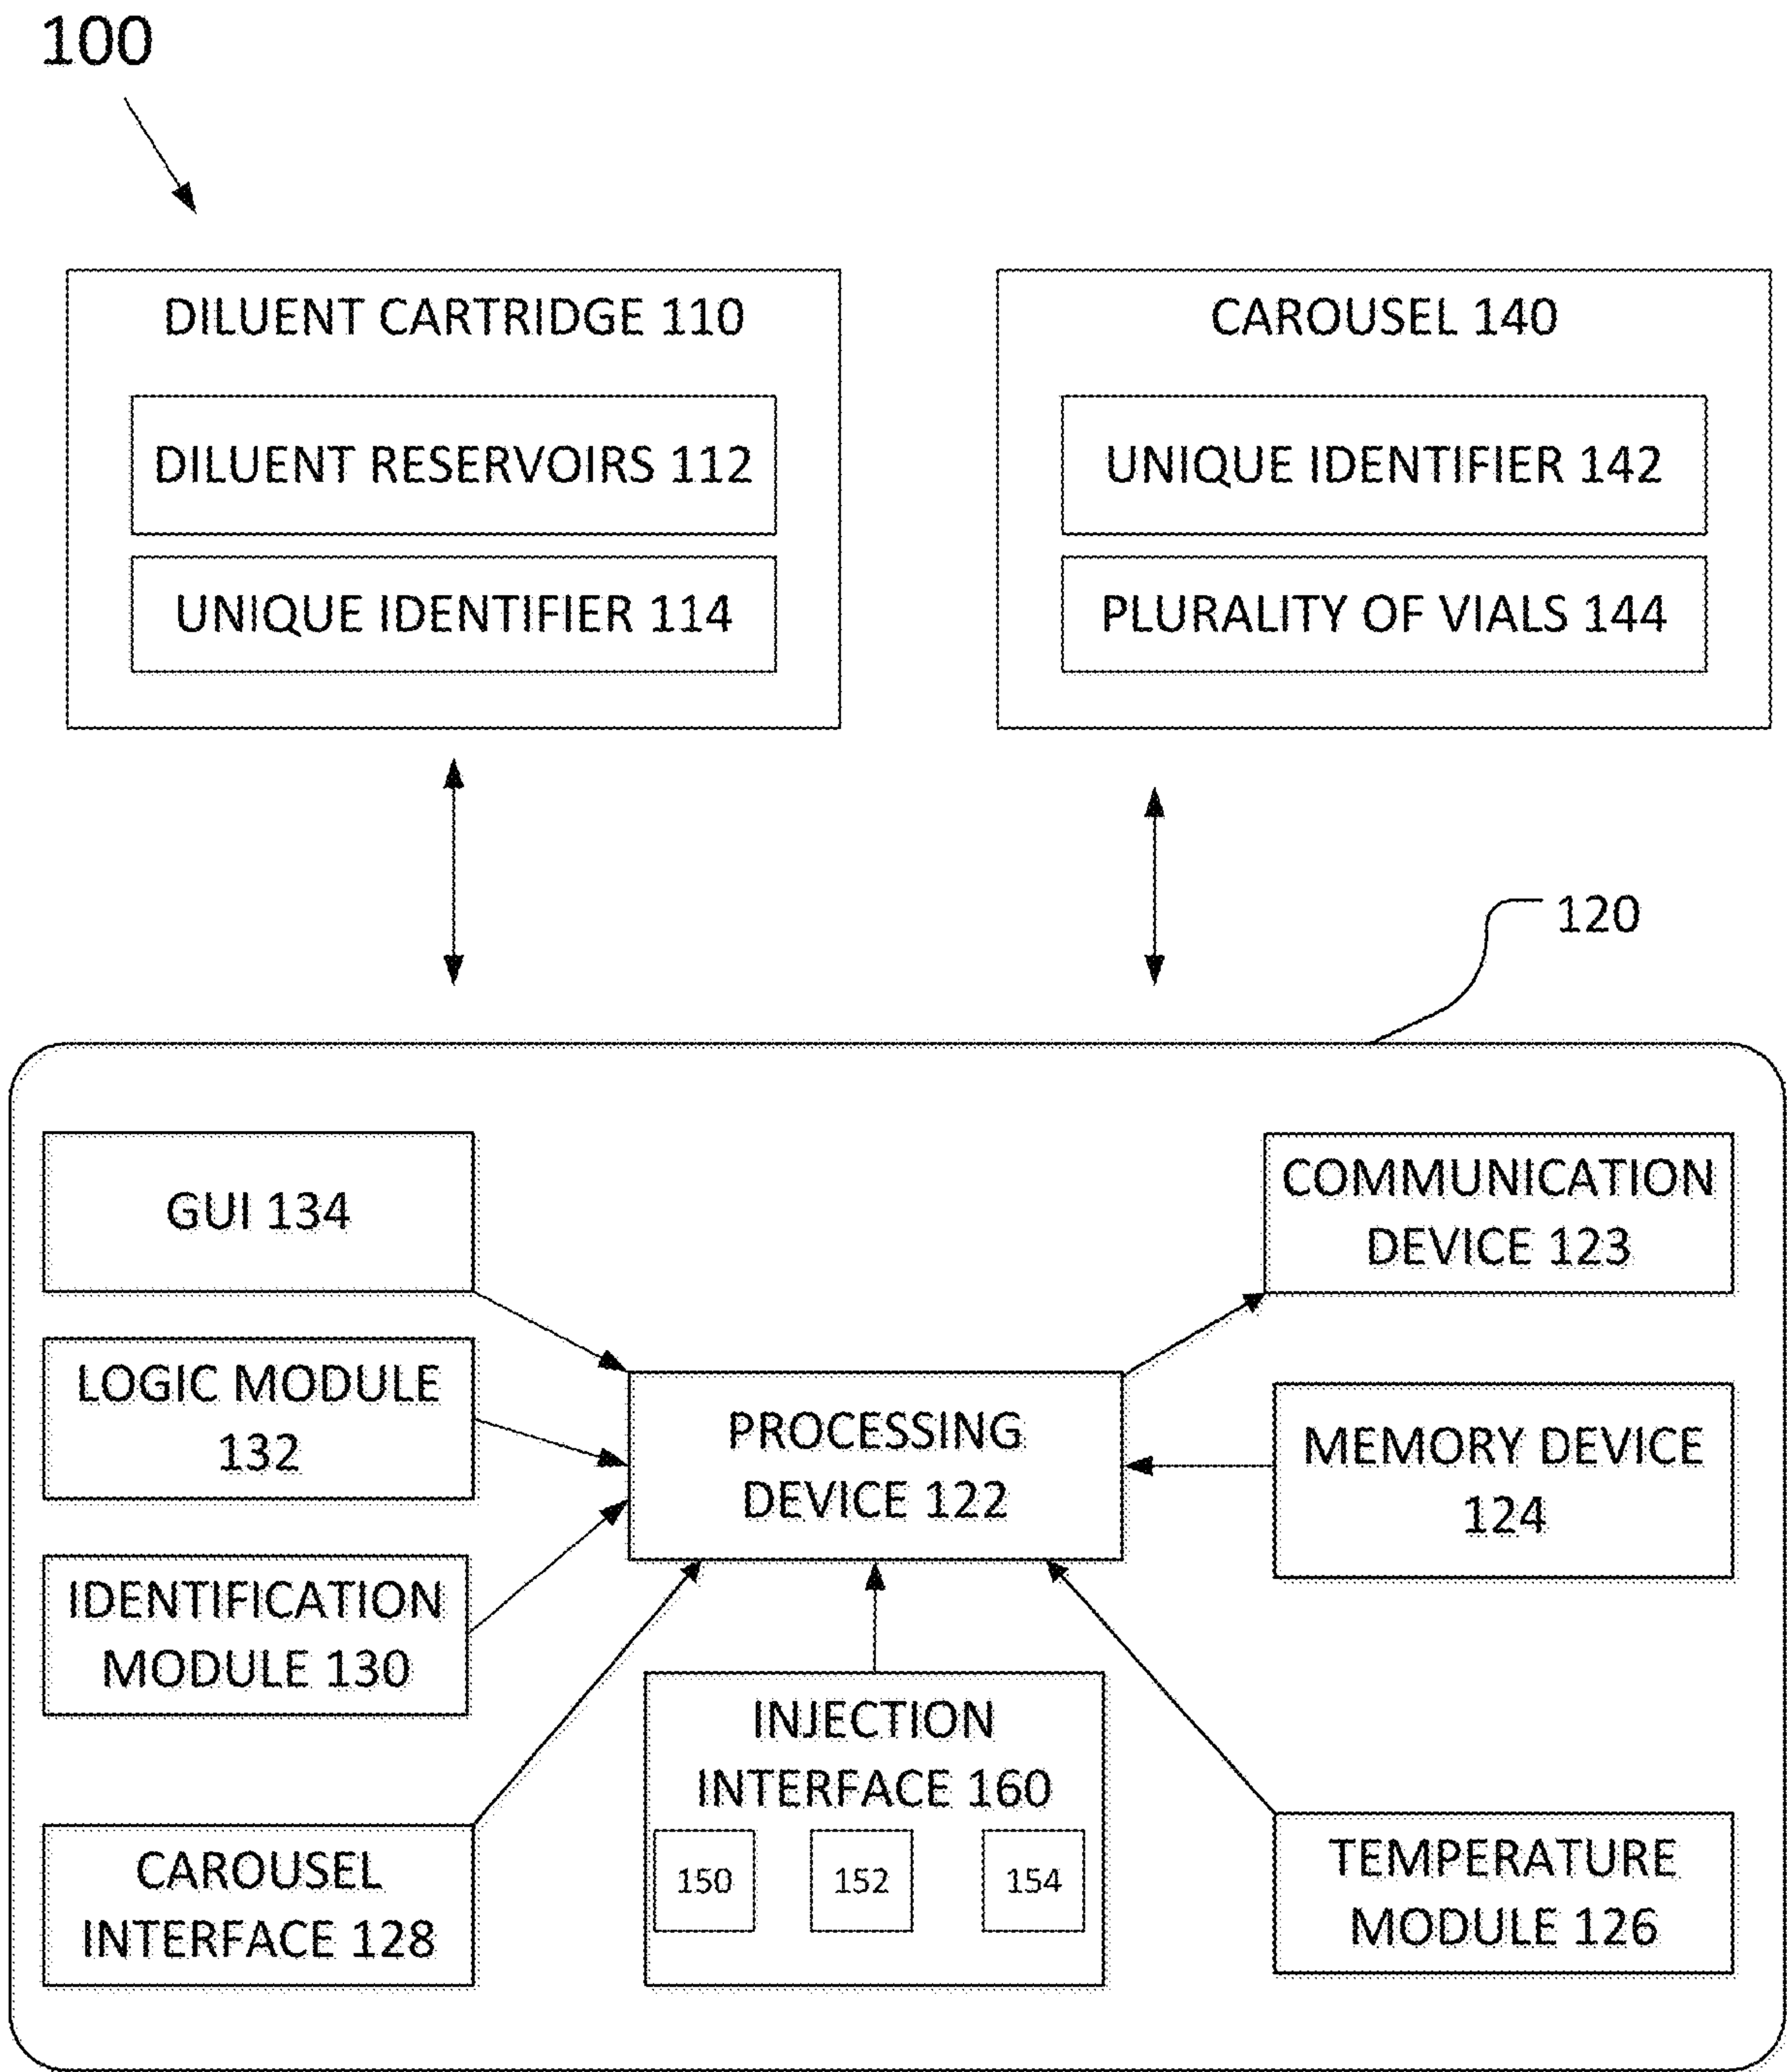 100
DILUENT CARTRIDGE 110
DILUENT RESERVOIRS 112
UNIQUE IDENTIFIER 114
CAROUSEL 140
UNIQUE IDENTIFIER 142
PLURALITY OF VIALS 144
120
GUI 134
COMMUNICATION
DEVICE 123
LOGIC MODULE
132
PROCESSING
DEVICE 122
MEMORY DEVICE
124
IDENTIFICATION
MODULE 130
INJECTION
INTERFACE 160
150
152
154
CAROUSEL
INTERFACE 128
TEMPERATURE
MODULE 126